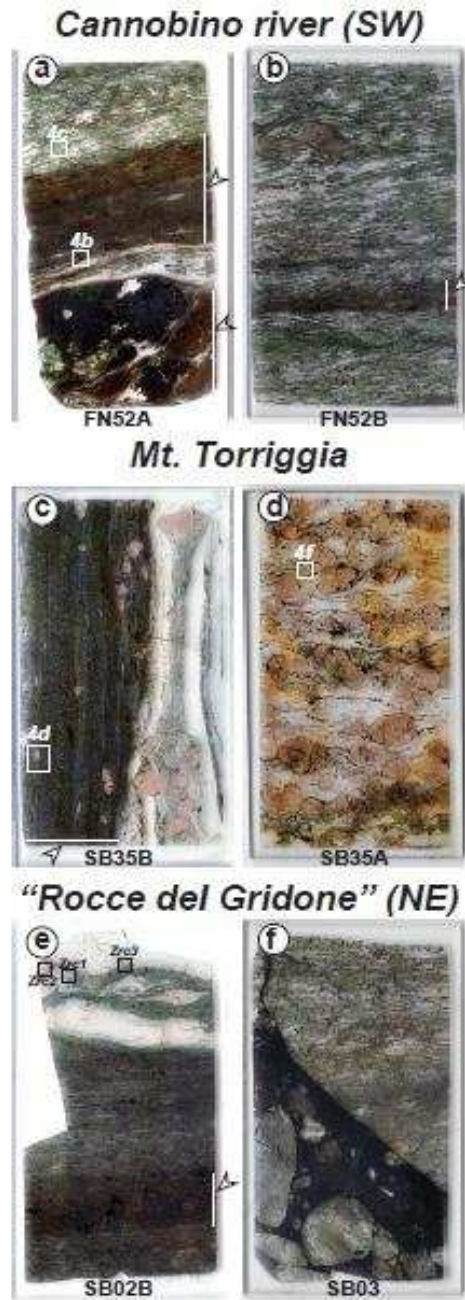 Cannobino river (SW)
a b
4c
4b
FN52A FN52B
Mt. Torriggia
c d
4f
4d
SB35B SB35A
“Rocce del Gridone” (NE)
e f
Zrc2 Zrc1 Zrc3
SB02B SB03